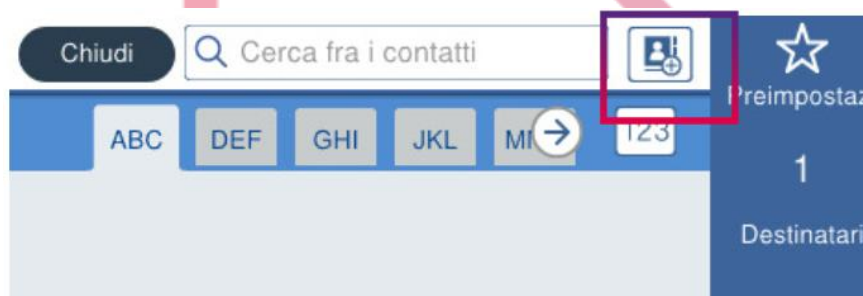 Chiudi
Cerca fra i contatti
Preimpostaz
ABC
DEF
GHI
JKL
123
1
Destinatari